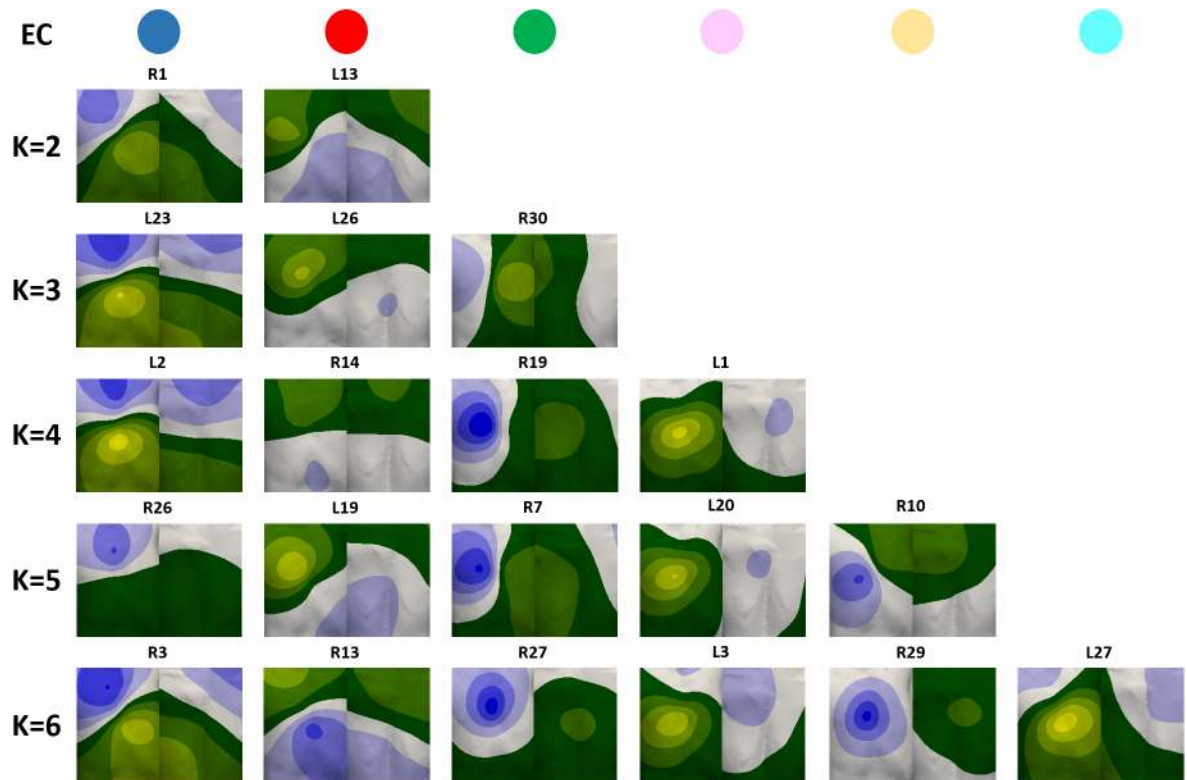 EC
R1 L13
K=2
L23 L26 R30
K=3
L2 R14 R19 L1
K=4
R26 L19 R7 L20 R10
K=5
R3 R13 R27 L3 R29 L27
K=6